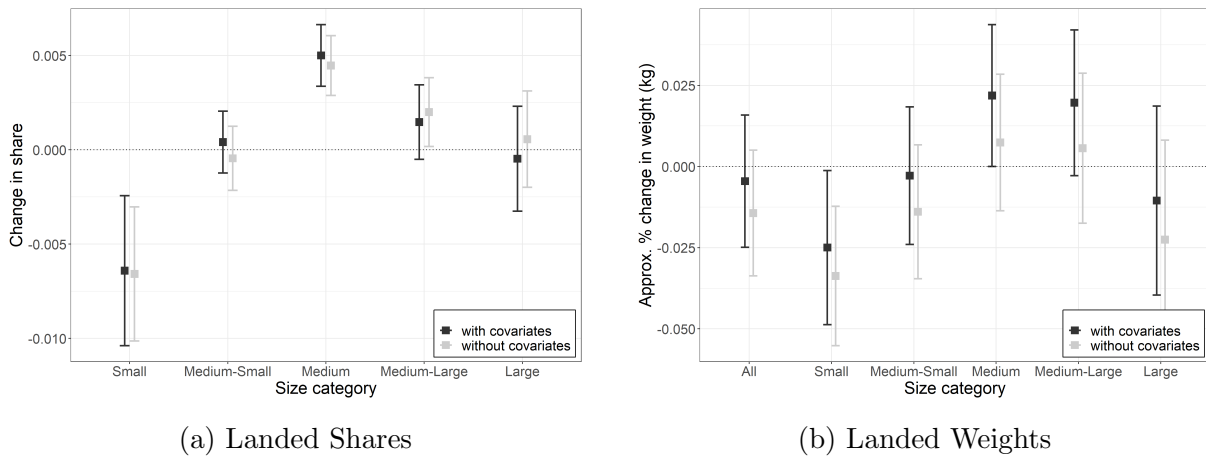 Change in share
0.005
0.000
-0.005
-0.010
with covariates
without covariates
Small Medium-Small Medium Medium-Large Large
Size category
(a) Landed Shares
Approx. % change in weight (kg)
0.025
0.000
-0.025
-0.050
with covariates
without covariates
All Small Medium-Small Medium Medium-Large Large
Size category
(b) Landed Weights